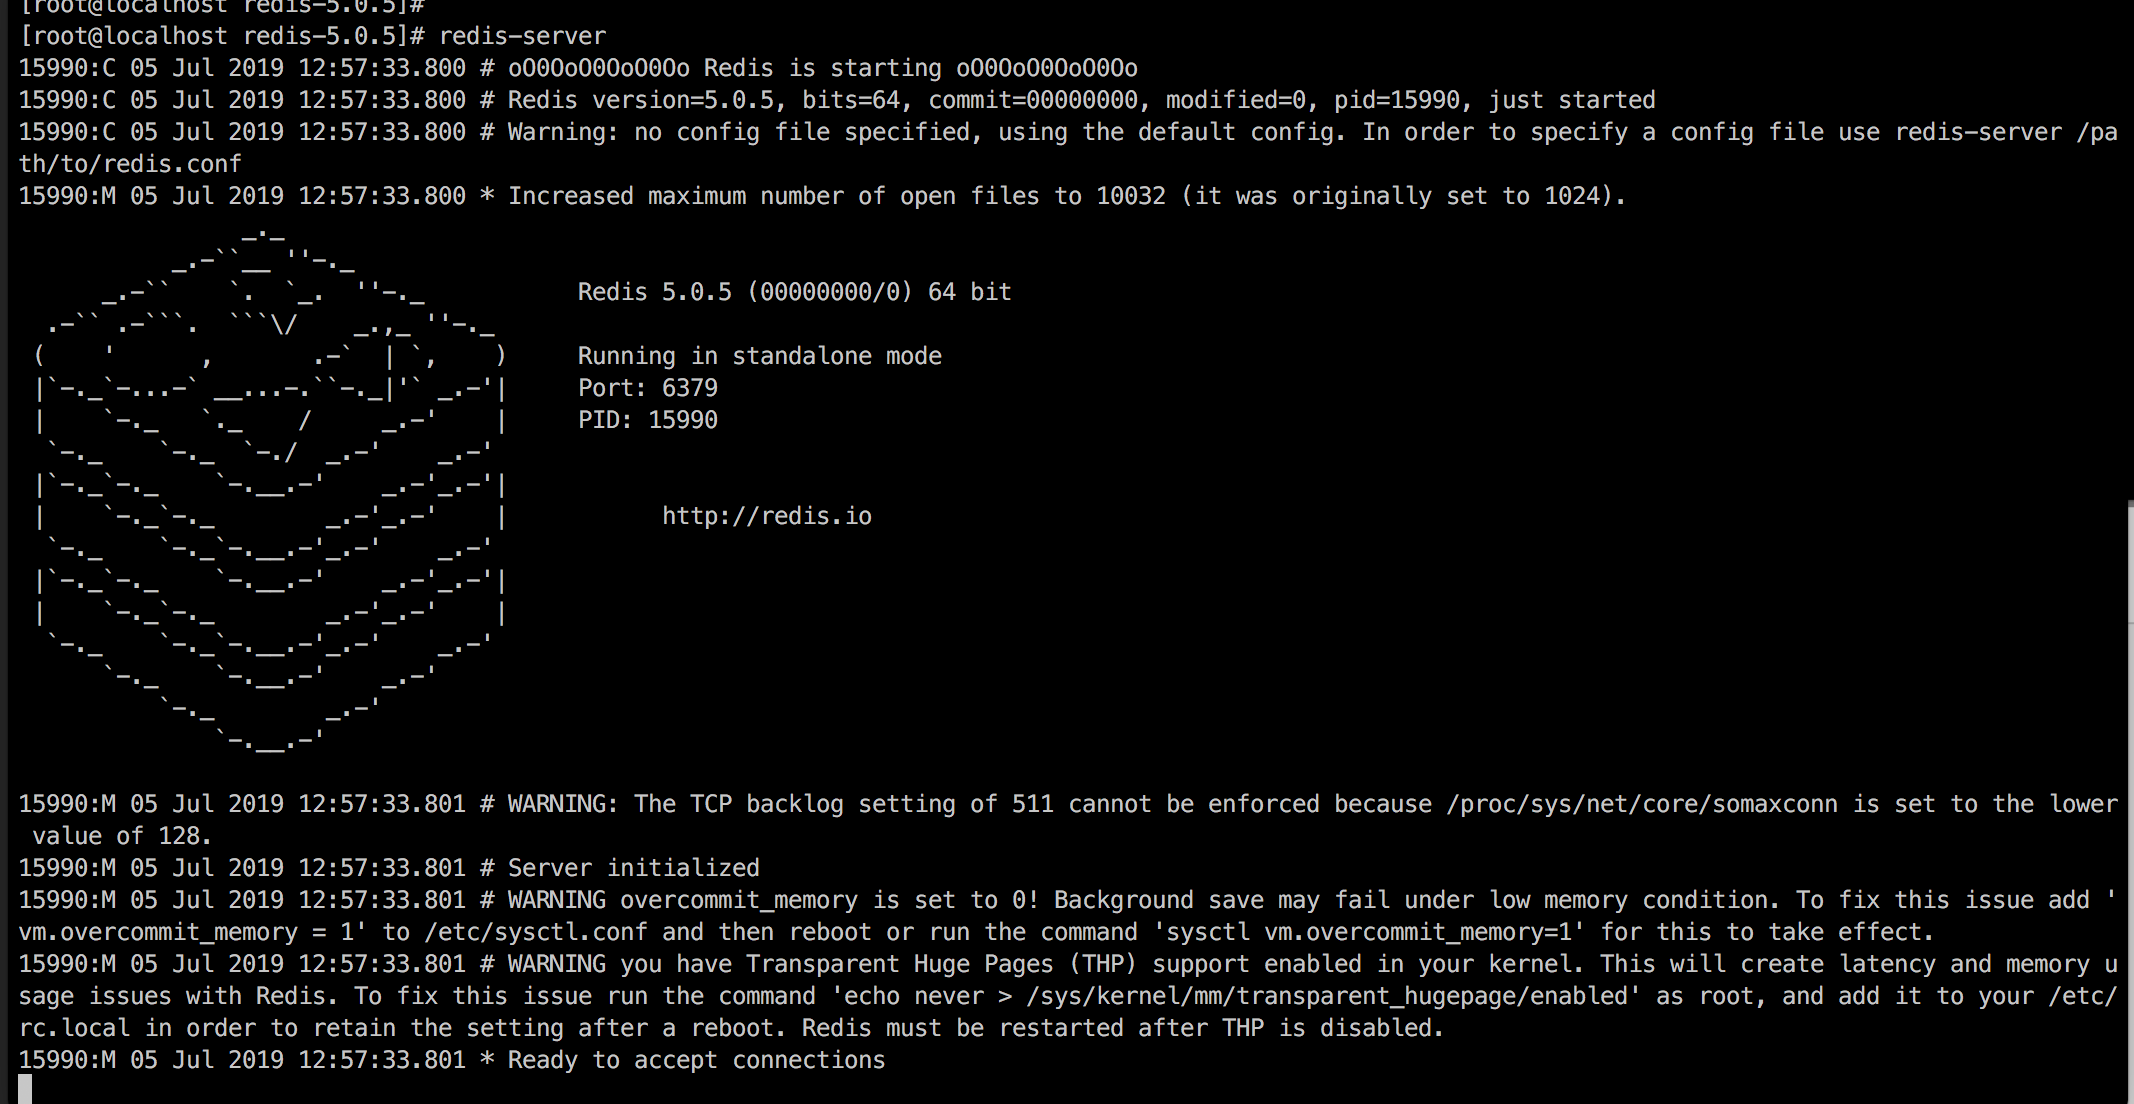 [root@localhost redis-5.0.5]#
[root@localhost redis-5.0.5]# redis-server
15990:C 05 Jul 2019 12:57:33.800 # oO0OoO0OoO0Oo Redis is starting oO0OoO0OoO0Oo
15990:C 05 Jul 2019 12:57:33.800 # Redis version=5.0.5, bits=64, commit=00000000, modified=0, pid=15990, just started
15990:C 05 Jul 2019 12:57:33.800 # Warning: no config file specified, using the default config. In order to specify a config file use redis-server /pa
th/to/redis.conf
15990:M 05 Jul 2019 12:57:33.800 * Increased maximum number of open files to 10032 (it was originally set to 1024).
Redis 5.0.5 (00000000/0) 64 bit
Running in standalone mode
Port: 6379
PID: 15990
http://redis.io
15990:M 05 Jul 2019 12:57:33.801 # WARNING: The TCP backlog setting of 511 cannot be enforced because /proc/sys/net/core/somaxconn is set to the lower
 value of 128.
15990:M 05 Jul 2019 12:57:33.801 # Server initialized
15990:M 05 Jul 2019 12:57:33.801 # WARNING overcommit_memory is set to 0! Background save may fail under low memory condition. To fix this issue add '
vm.overcommit_memory = 1' to /etc/sysctl.conf and then reboot or run the command 'sysctl vm.overcommit_memory=1' for this to take effect.
15990:M 05 Jul 2019 12:57:33.801 # WARNING you have Transparent Huge Pages (THP) support enabled in your kernel. This will create latency and memory u
sage issues with Redis. To fix this issue run the command 'echo never > /sys/kernel/mm/transparent_hugepage/enabled' as root, and add it to your /etc/
rc.local in order to retain the setting after a reboot. Redis must be restarted after THP is disabled.
15990:M 05 Jul 2019 12:57:33.801 * Ready to accept connections